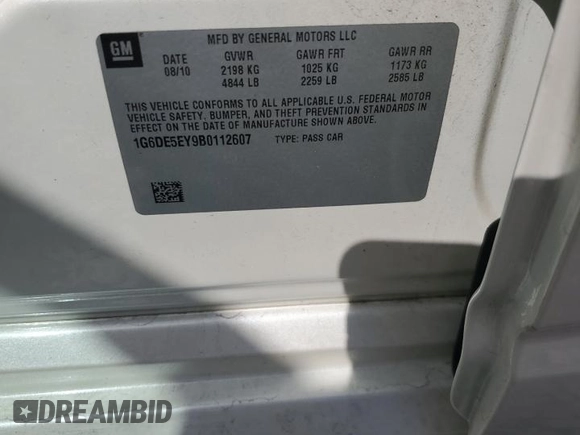 GM
MFD BY GENERAL MOTORS LLC
DATE GVWR GAWR FRT GAWR RR
08/10 2198 KG 1025 KG 1173 KG
4844 LB 2259 LB 2585 LB
THIS VEHICLE CONFORMS TO ALL APPLICABLE U.S. FEDERAL MOTOR
VEHICLE SAFETY, BUMPER, AND THEFT PREVENTION STANDARDS IN
EFFECT ON THE DATE OF MANUFACTURE SHOWN ABOVE.
1G6DE5EY9B0112607 TYPE: PASS CAR
DREAMBID